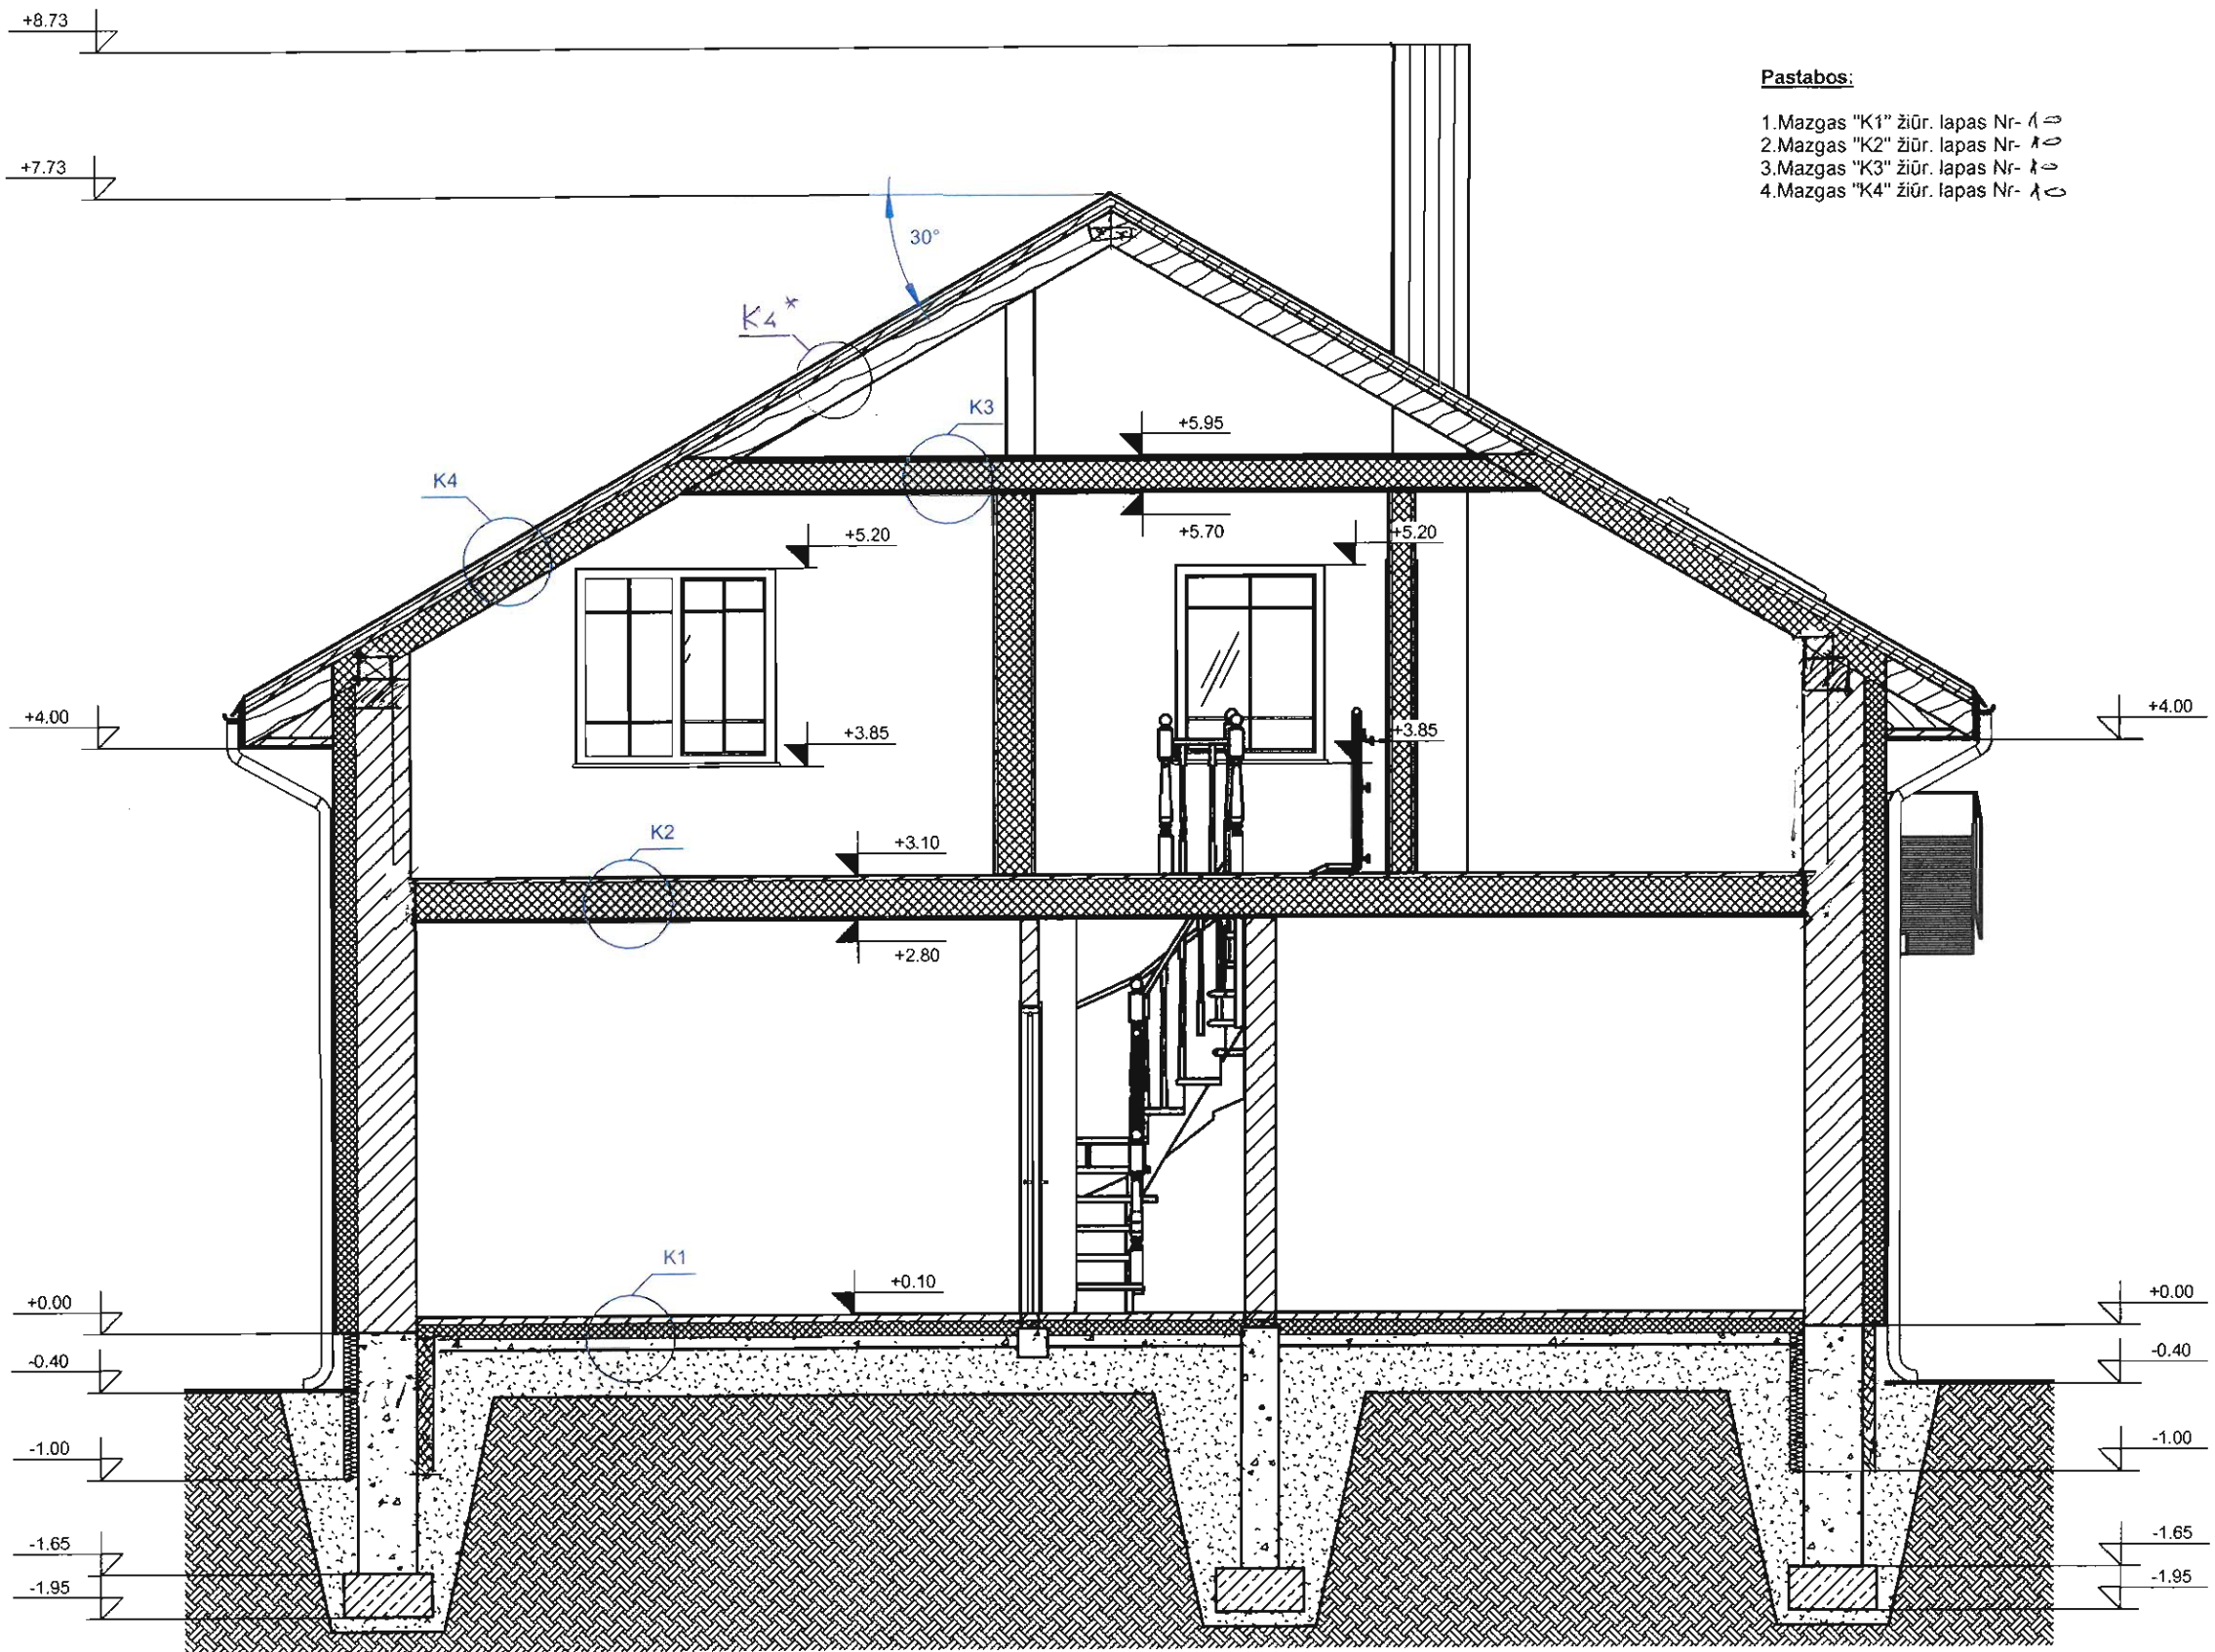 +8.73
Pastabos:
1.Mazgas "K1" žiūr. lapas Nr- 10
2.Mazgas "K2" žiūr. lapas Nr- 10
3.Mazgas "K3" žiūr. lapas Nr- 10
4.Mazgas "K4" žiūr. lapas Nr- 10
+7.73
30°
K4*
K3
+5.95
K4
+5.70
+5.20
+5.20
+4.00
+4.00
+3.85
+3.85
K2
+3.10
+2.80
K1
+0.10
+0.00
+0.00
-0.40
-0.40
-1.00
-1.00
-1.65
-1.65
-1.95
-1.95